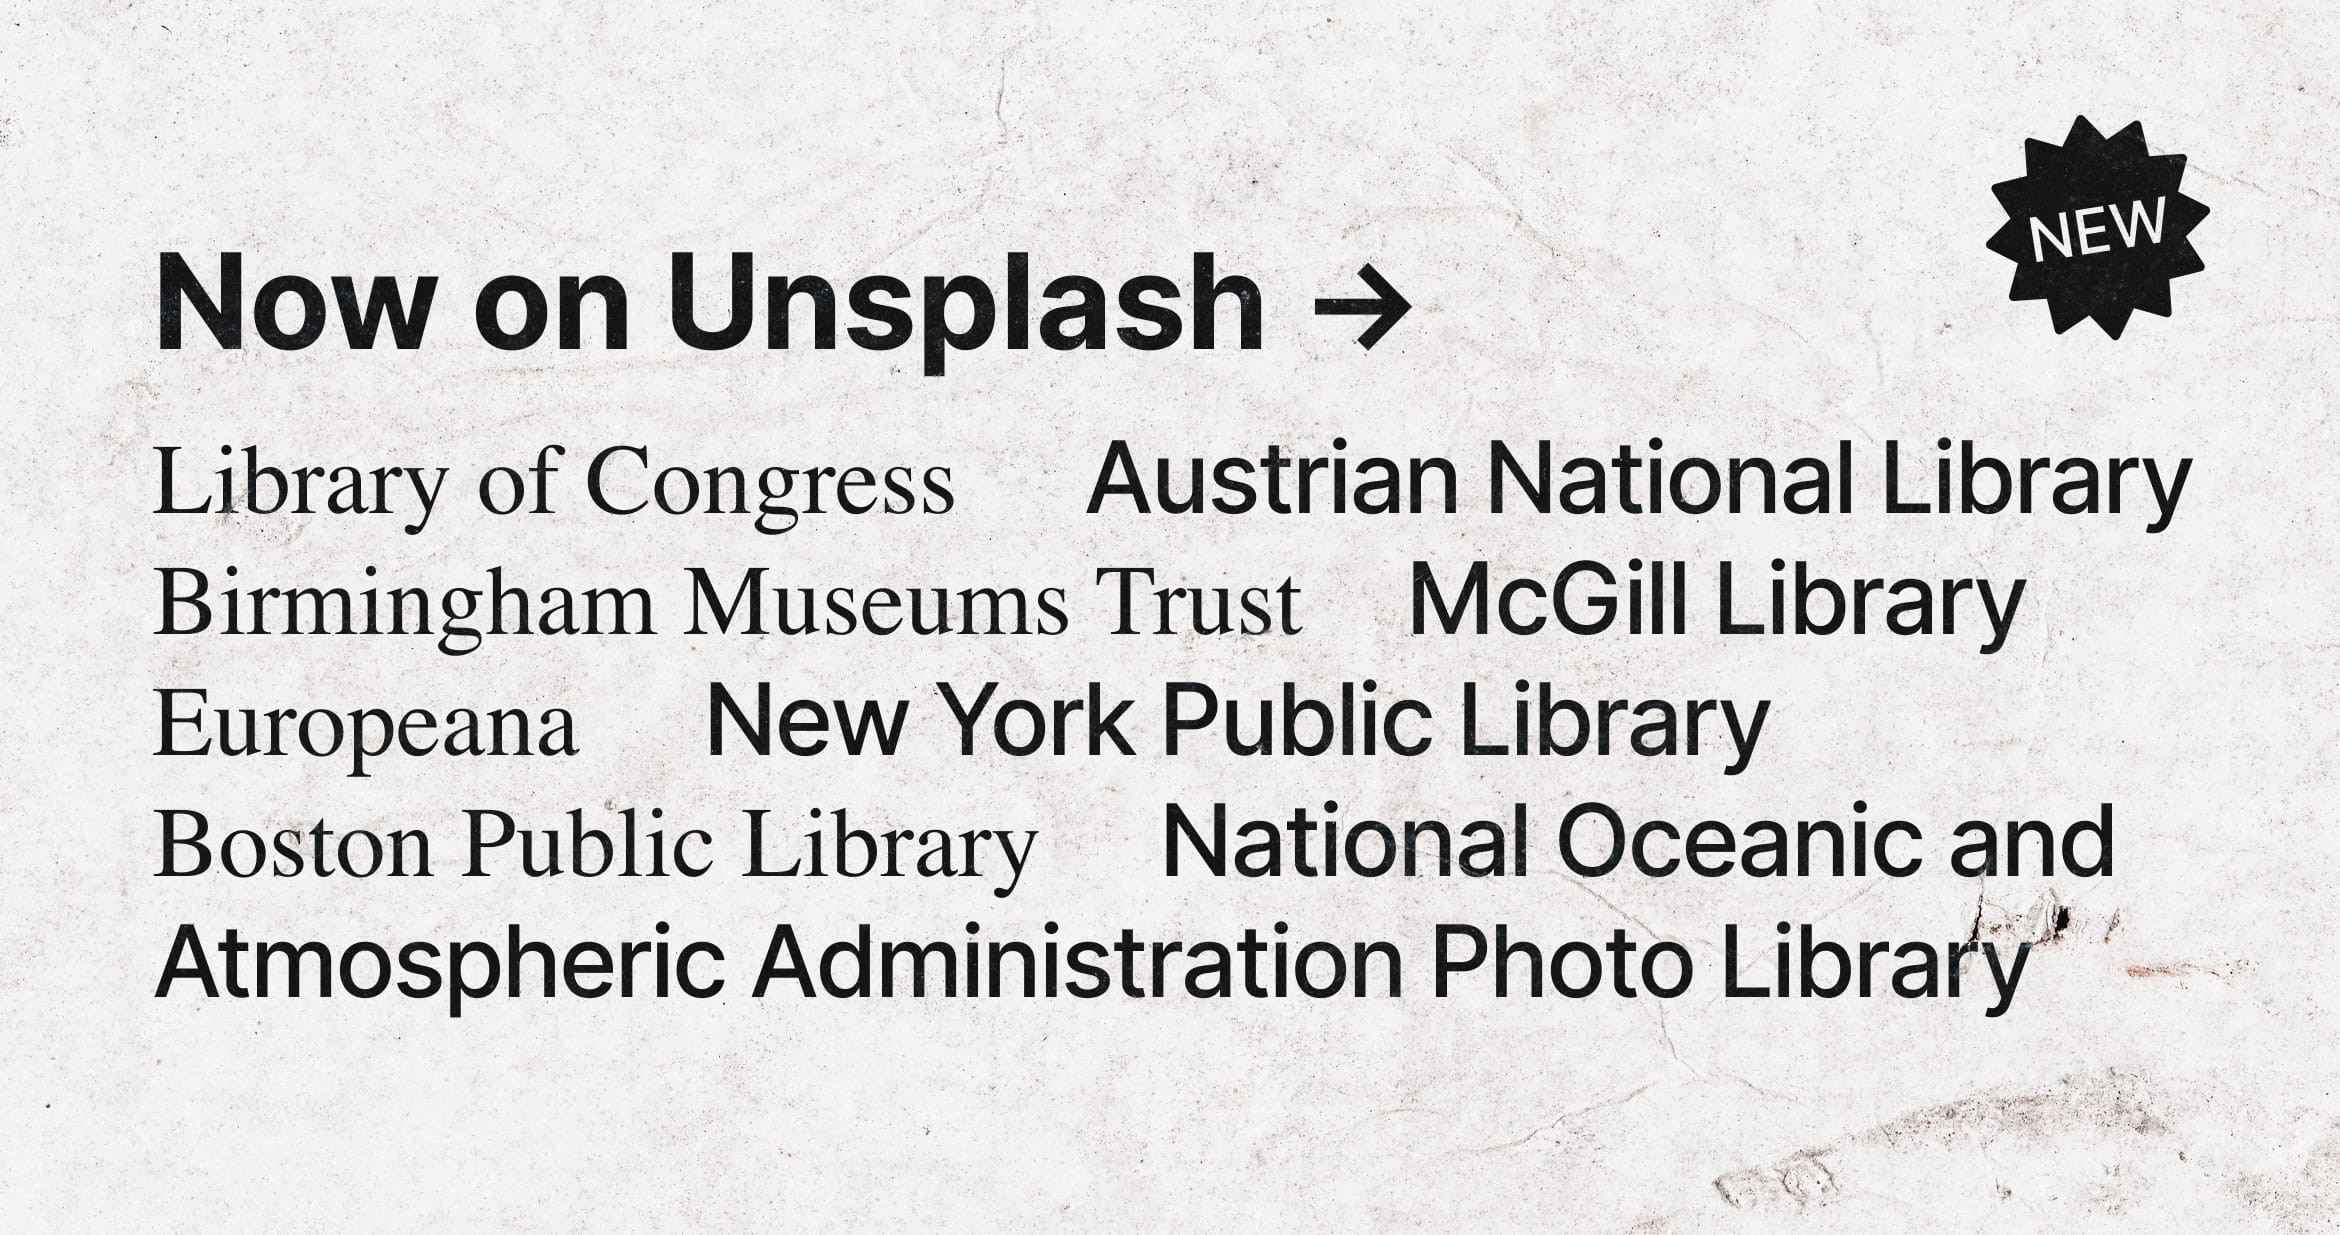 NEW
Now on Unsplash →
Library of Congress Austrian National Library
Birmingham Museums Trust McGill Library
Europeana New York Public Library
Boston Public Library National Oceanic and
Atmospheric Administration Photo Library